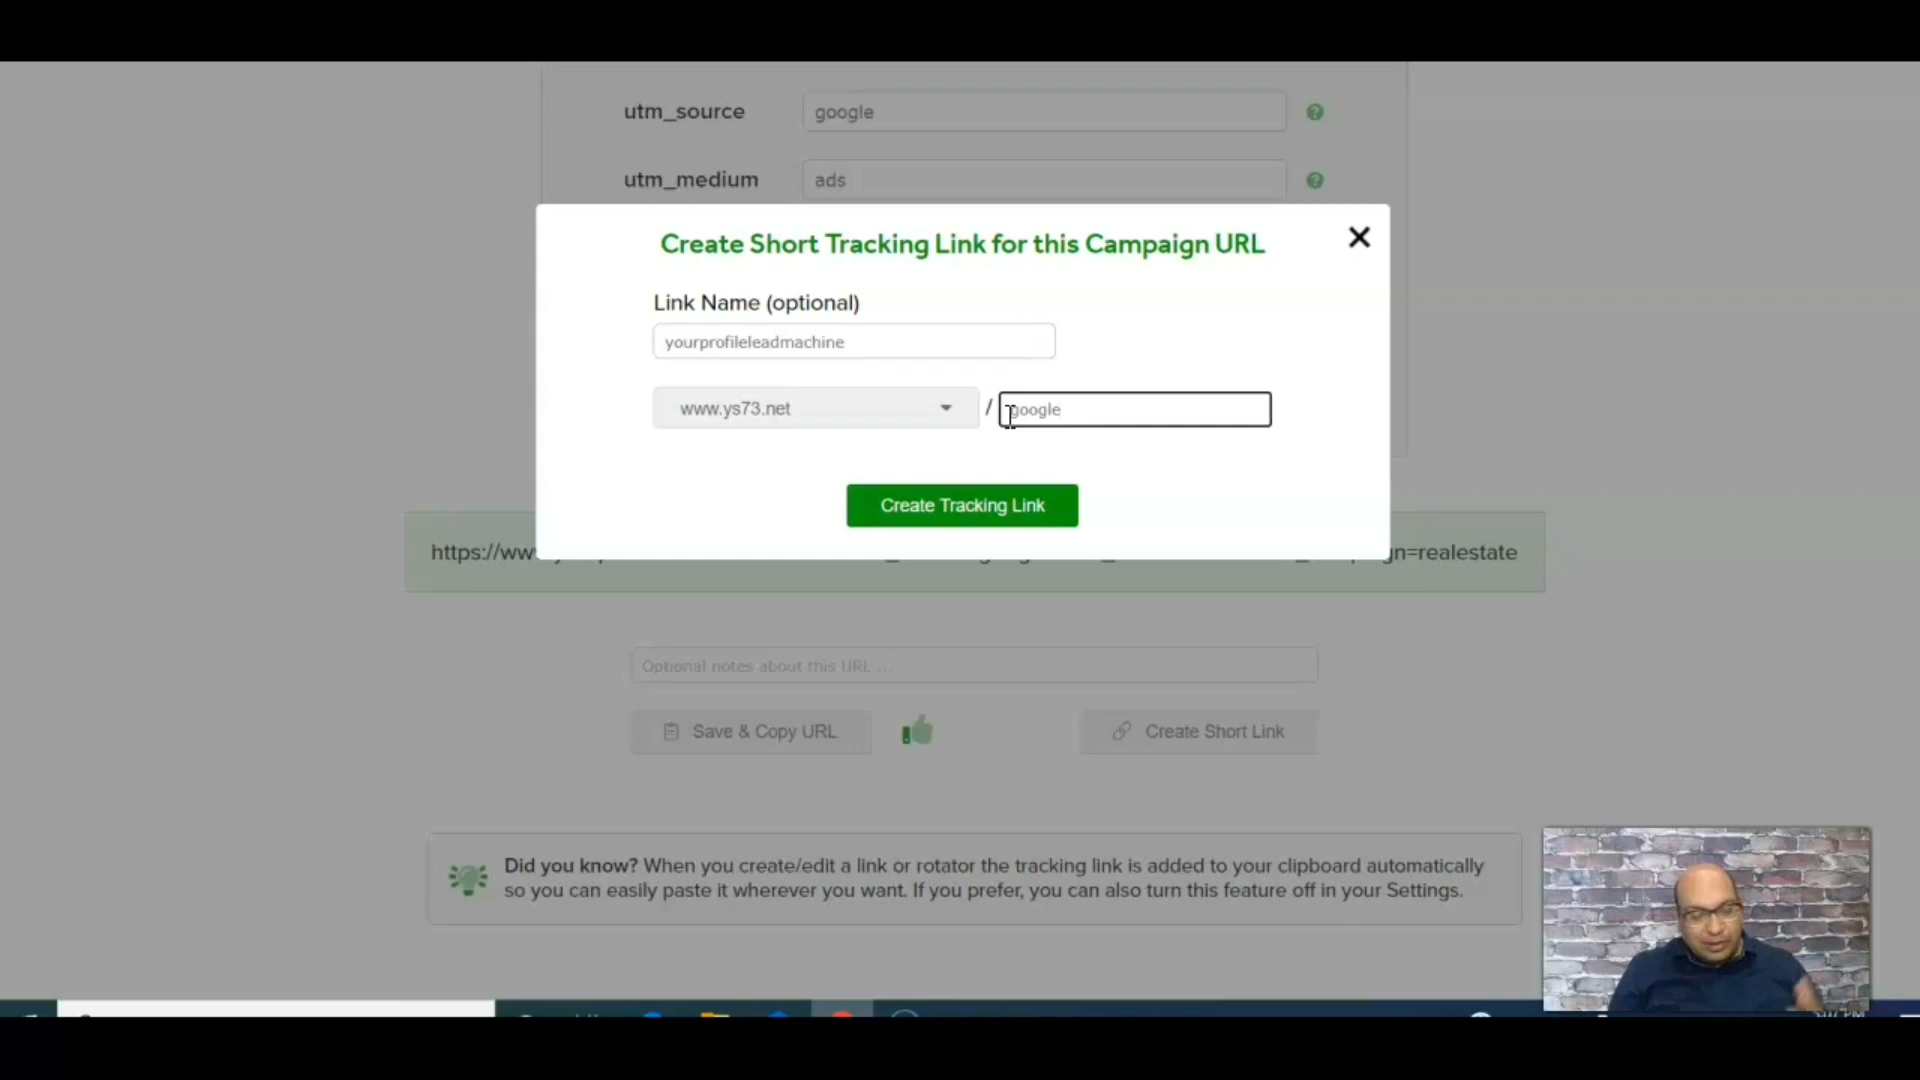 utm_source google
utm_medium ads
Create Short Tracking Link for this Campaign URL
Link Name (optional)
yourprofileleadmachine
www.ys73.net / google
Create Tracking Link
https://ww gn=realestate
Optional notes about this URL ...
Save & Copy URL
Create Short Link
Did you know? When you create/edit a link or rotator the tracking link is added to your clipboard automatically
so you can easily paste it wherever you want. If you prefer, you can also turn this feature off in your Settings.